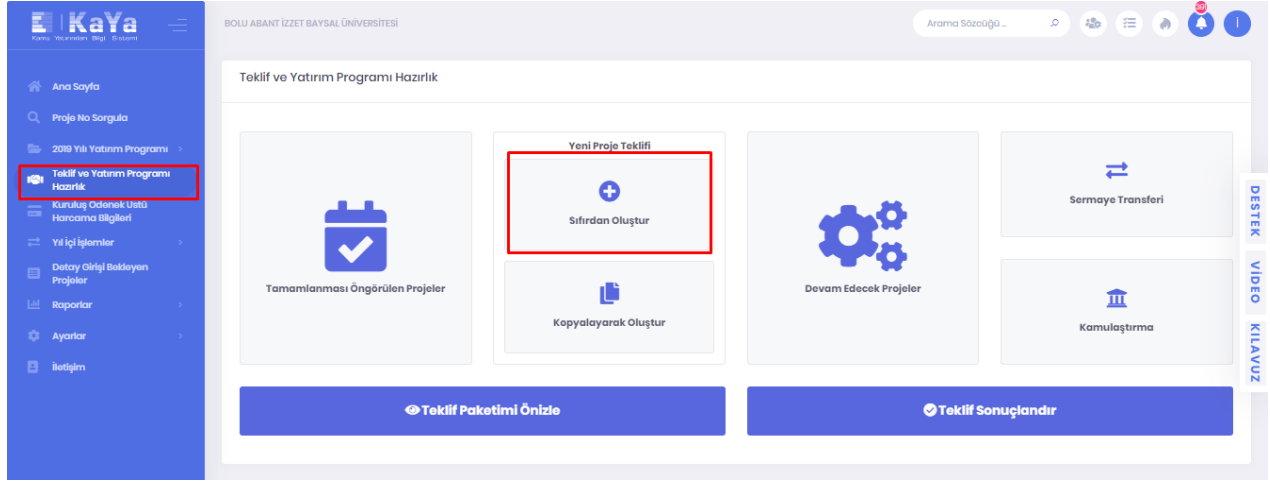 KaYa
Kamu Yatırımları Bilgi Sistemi
BOLU ABANT İZZET BAYSAL ÜNİVERSİTESİ
Arama Sözcüğü ...
391
İ
Ana Sayfa
Proje No Sorgula
2019 Yılı Yatırım Programı
Teklif ve Yatırım Programı
Hazırlık
Kuruluş Ödenek Üstü
Harcama Bilgileri
Yıl İçi İşlemler
Detay Girişi Bekleyen
Projeler
Raporlar
Ayarlar
İletişim
Teklif ve Yatırım Programı Hazırlık
Tamamlanması Öngörülen Projeler
Yeni Proje Teklifi
Sıfırdan Oluştur
Kopyalayarak Oluştur
Devam Edecek Projeler
Sermaye Transferi
Kamulaştırma
Teklif Paketimi Önizle
Teklif Sonuçlandır
DESTEK
VİDEO
KILAVUZ